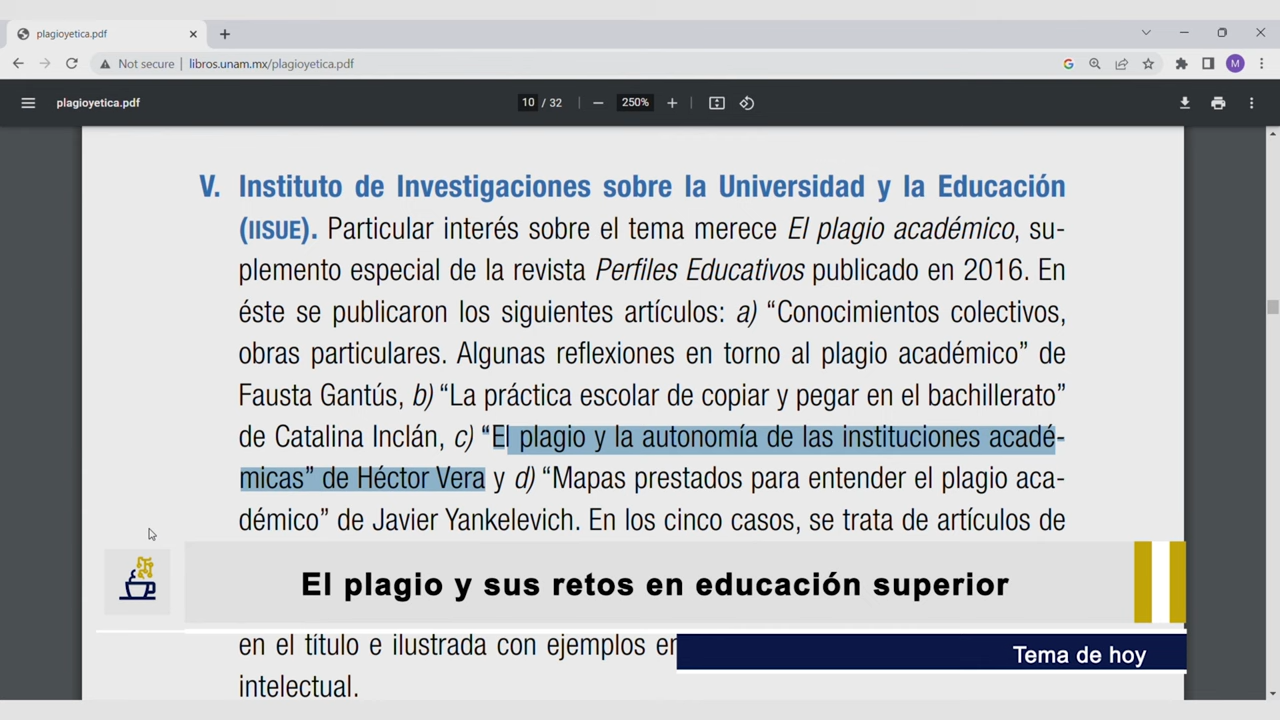 plagioyetica.pdf
Not secure | libros.unam.mx/plagioyetica.pdf
M
plagioyetica.pdf
10 / 32
250%
V. Instituto de Investigaciones sobre la Universidad y la Educación
(IISUE). Particular interés sobre el tema merece El plagio académico, su-
plemento especial de la revista Perfiles Educativos publicado en 2016. En
éste se publicaron los siguientes artículos: a) “Conocimientos colectivos,
obras particulares. Algunas reflexiones en torno al plagio académico” de
Fausta Gantús, b) “La práctica escolar de copiar y pegar en el bachillerato”
de Catalina Inclán, c) “El plagio y la autonomía de las instituciones acadé-
micas” de Héctor Vera y d) “Mapas prestados para entender el plagio aca-
démico” de Javier Yankelevich. En los cinco casos, se trata de artículos de
El plagio y sus retos en educación superior
en el título e ilustrada con ejemplos
Tema de hoy
intelectual.